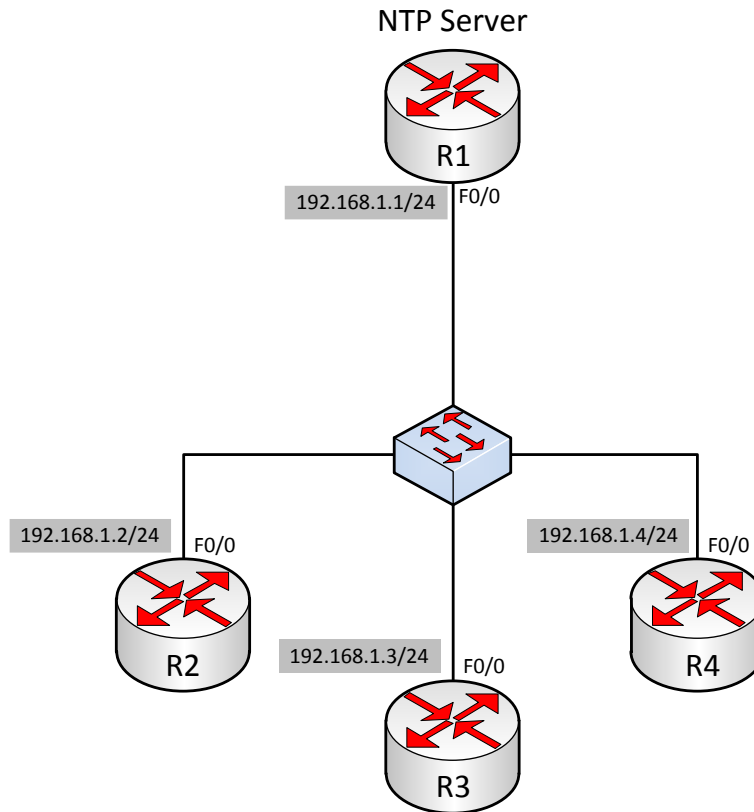 NTP Server
R1
192.168.1.1/24
F0/0
192.168.1.2/24
F0/0
192.168.1.4/24
F0/0
R2
192.168.1.3/24
F0/0
R4
R3